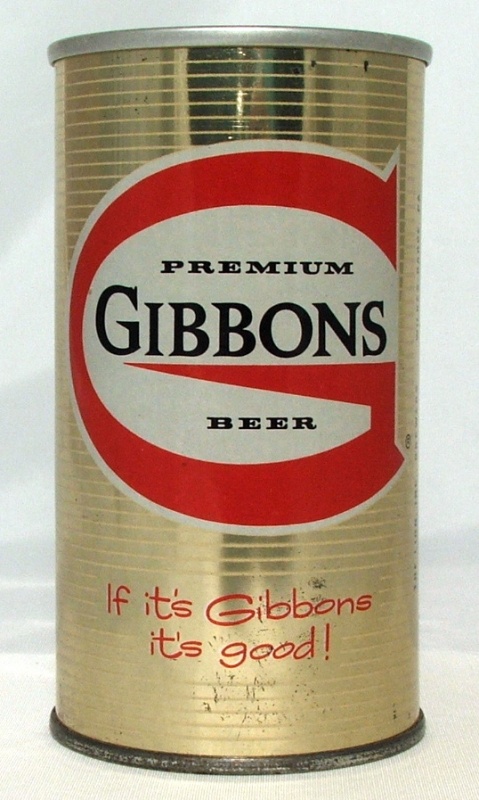 PREMIUM
GIBBONS
BEER
®
If it's Gibbons
it's good!